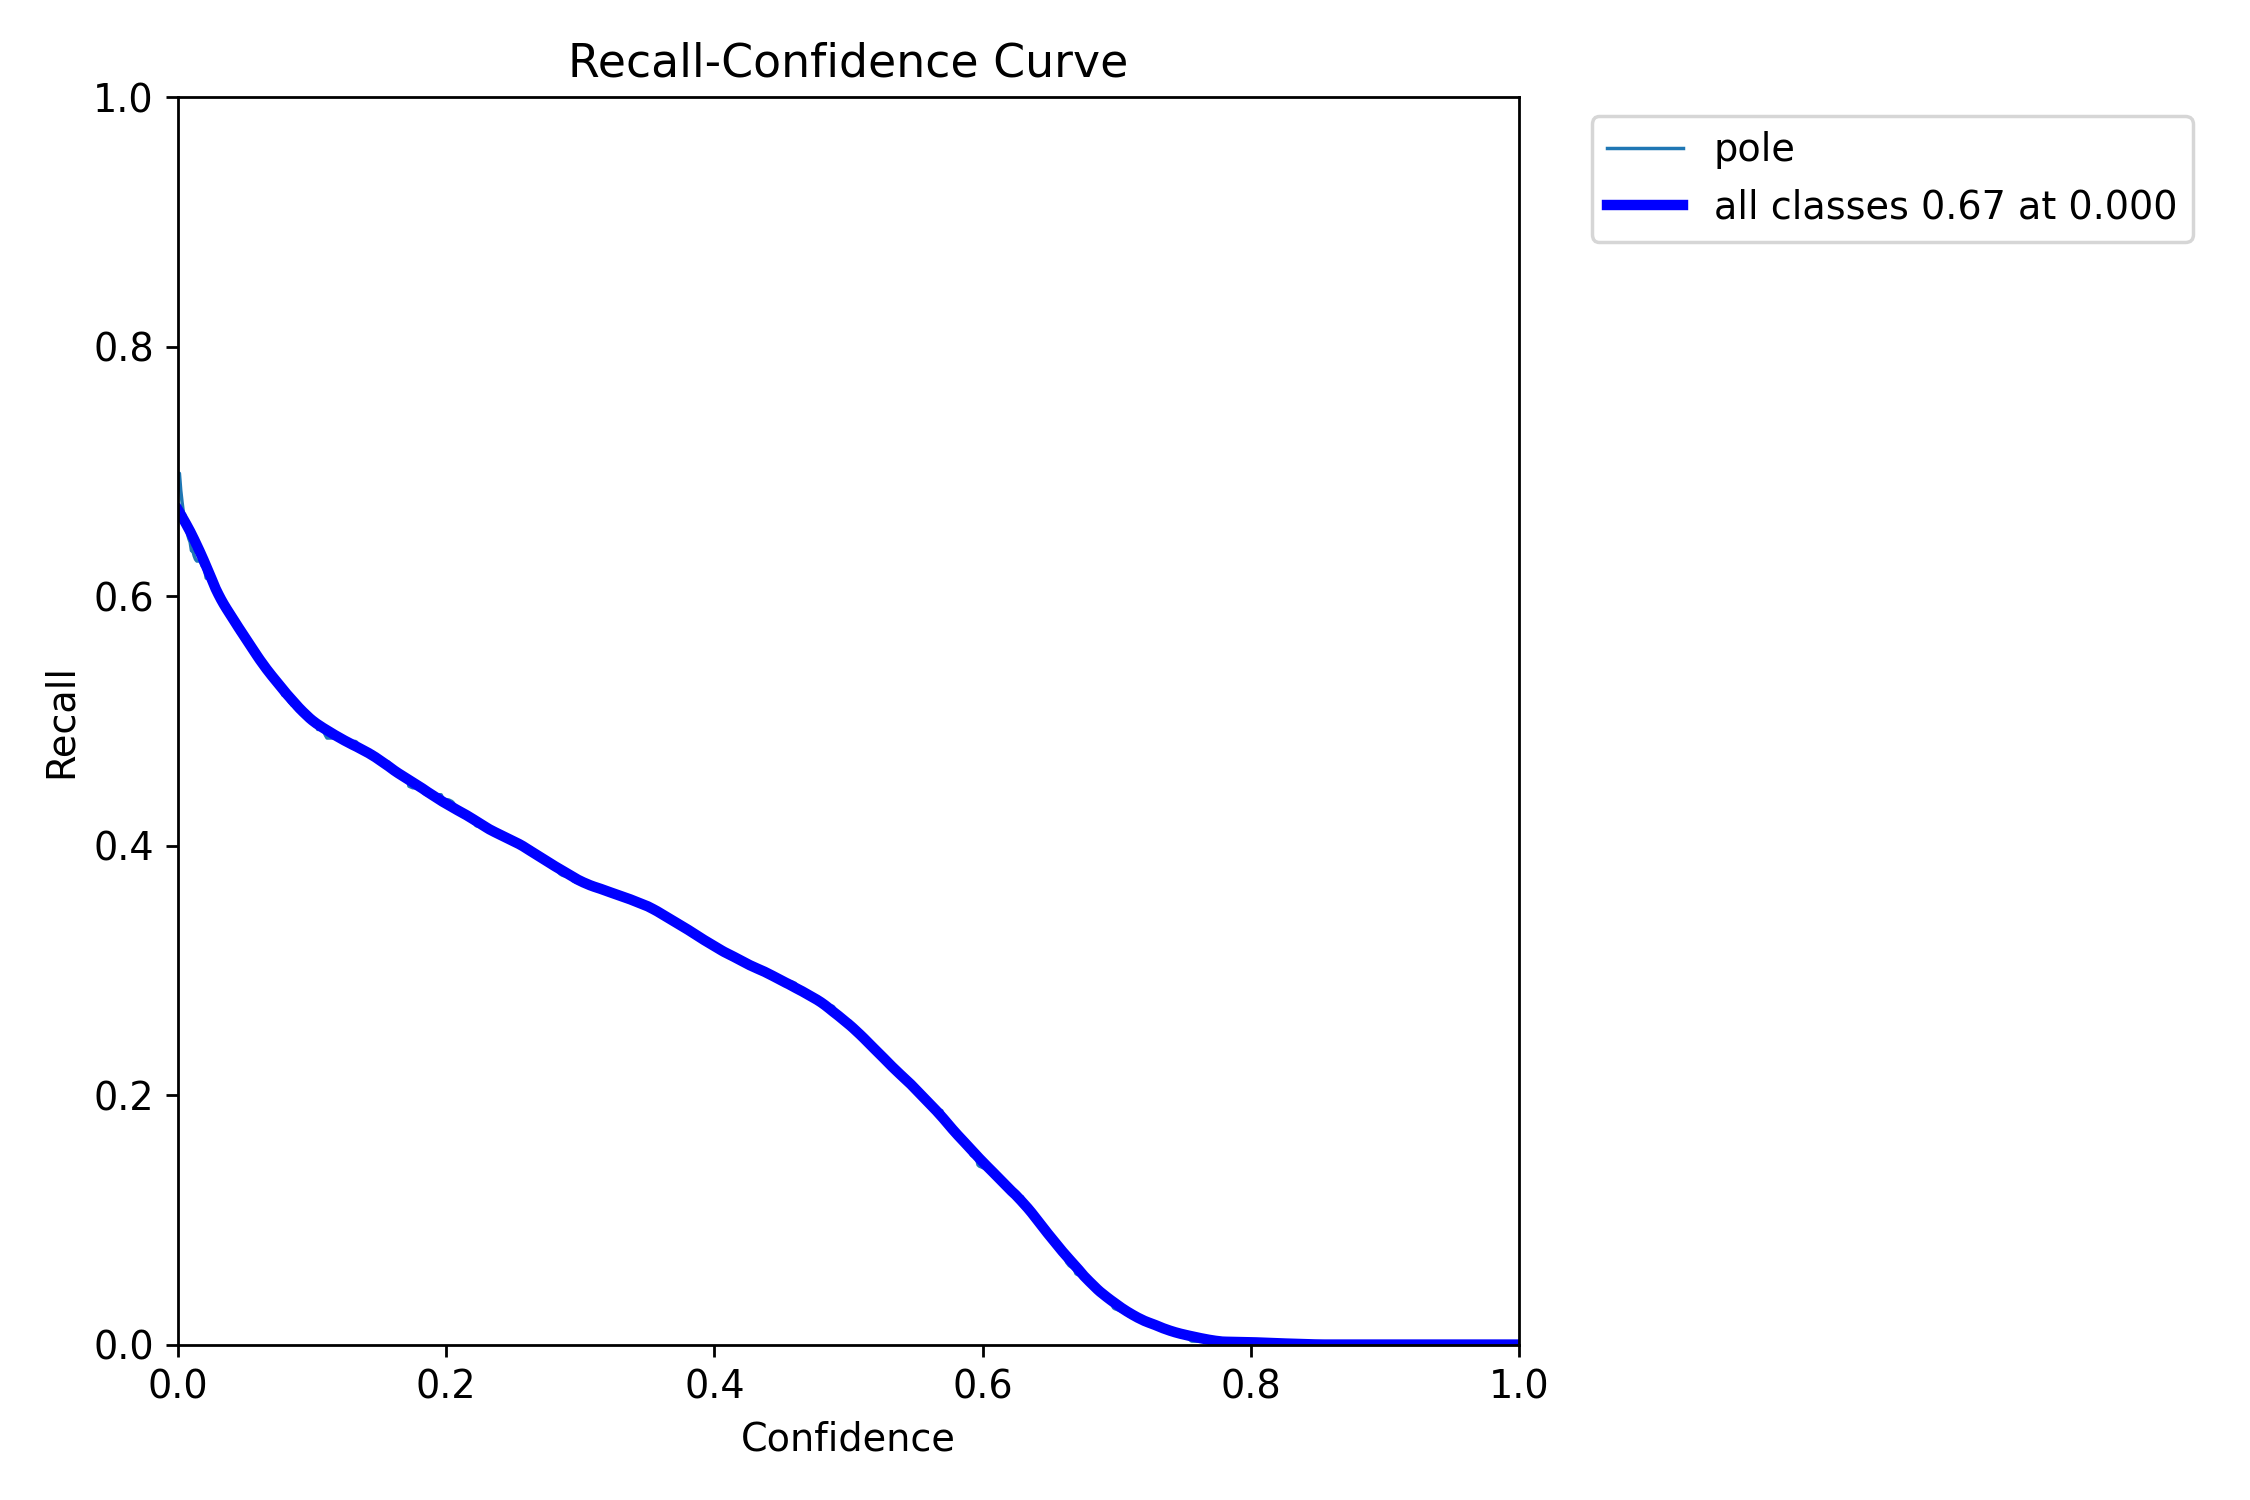 Recall-Confidence Curve
1.0
0.8
0.6
0.4
0.2
0.0
Recall
0.0 0.2 0.4 0.6 0.8 1.0
Confidence
pole
all classes 0.67 at 0.000